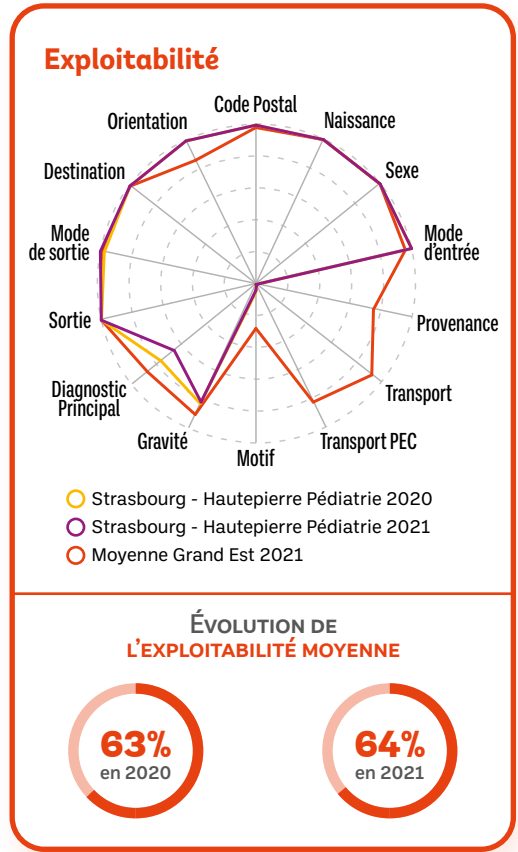 Exploitabilité
Code Postal
Naissance
Sexe
Mode
d'entrée
Provenance
Transport
Transport PEC
Motif
Gravité
Diagnostic
Principal
Sortie
Mode
de sortie
Destination
Orientation
Strasbourg - Hautepierre Pédiatrie 2020
Strasbourg - Hautepierre Pédiatrie 2021
Moyenne Grand Est 2021
ÉVOLUTION DE
L'EXPLOITABILITÉ MOYENNE
63%
en 2020
64%
en 2021